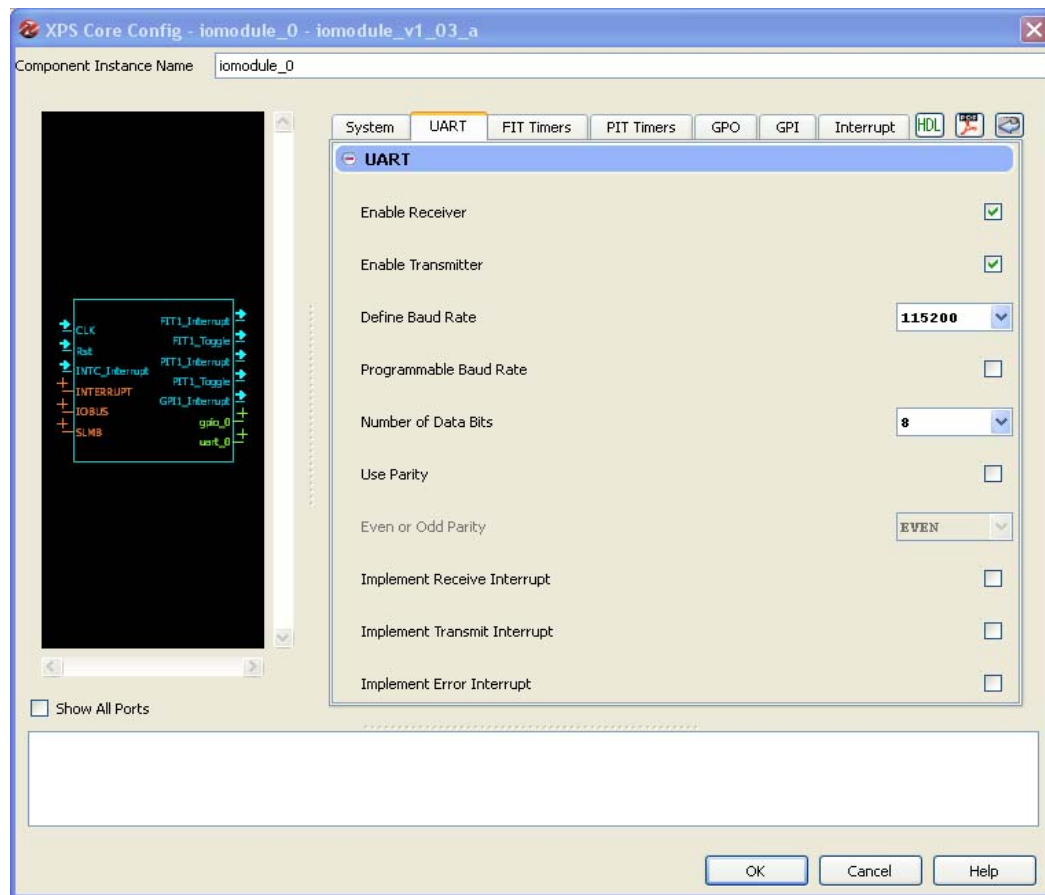 XPS Core Config - iomodule_0 - iomodule_v1_03_a
Component Instance Name iomodule_0
System UART FIT Timers PIT Timers GPO GPI Interrupt HDL PDF
UART
Enable Receiver
Enable Transmitter
Define Baud Rate 115200
Programmable Baud Rate
Number of Data Bits 8
Use Parity
Even or Odd Parity EVEN
Implement Receive Interrupt
Implement Transmit Interrupt
Implement Error Interrupt
CLK
Rst
INTC_Interrupt
INTERRUPT
IOBUS
SLMB
FIT1_Interrupt
FIT1_Toggle
PIT1_Interrupt
PIT1_Toggle
GPI1_Interrupt
gpio_0
uart_0
Show All Ports
OK Cancel Help